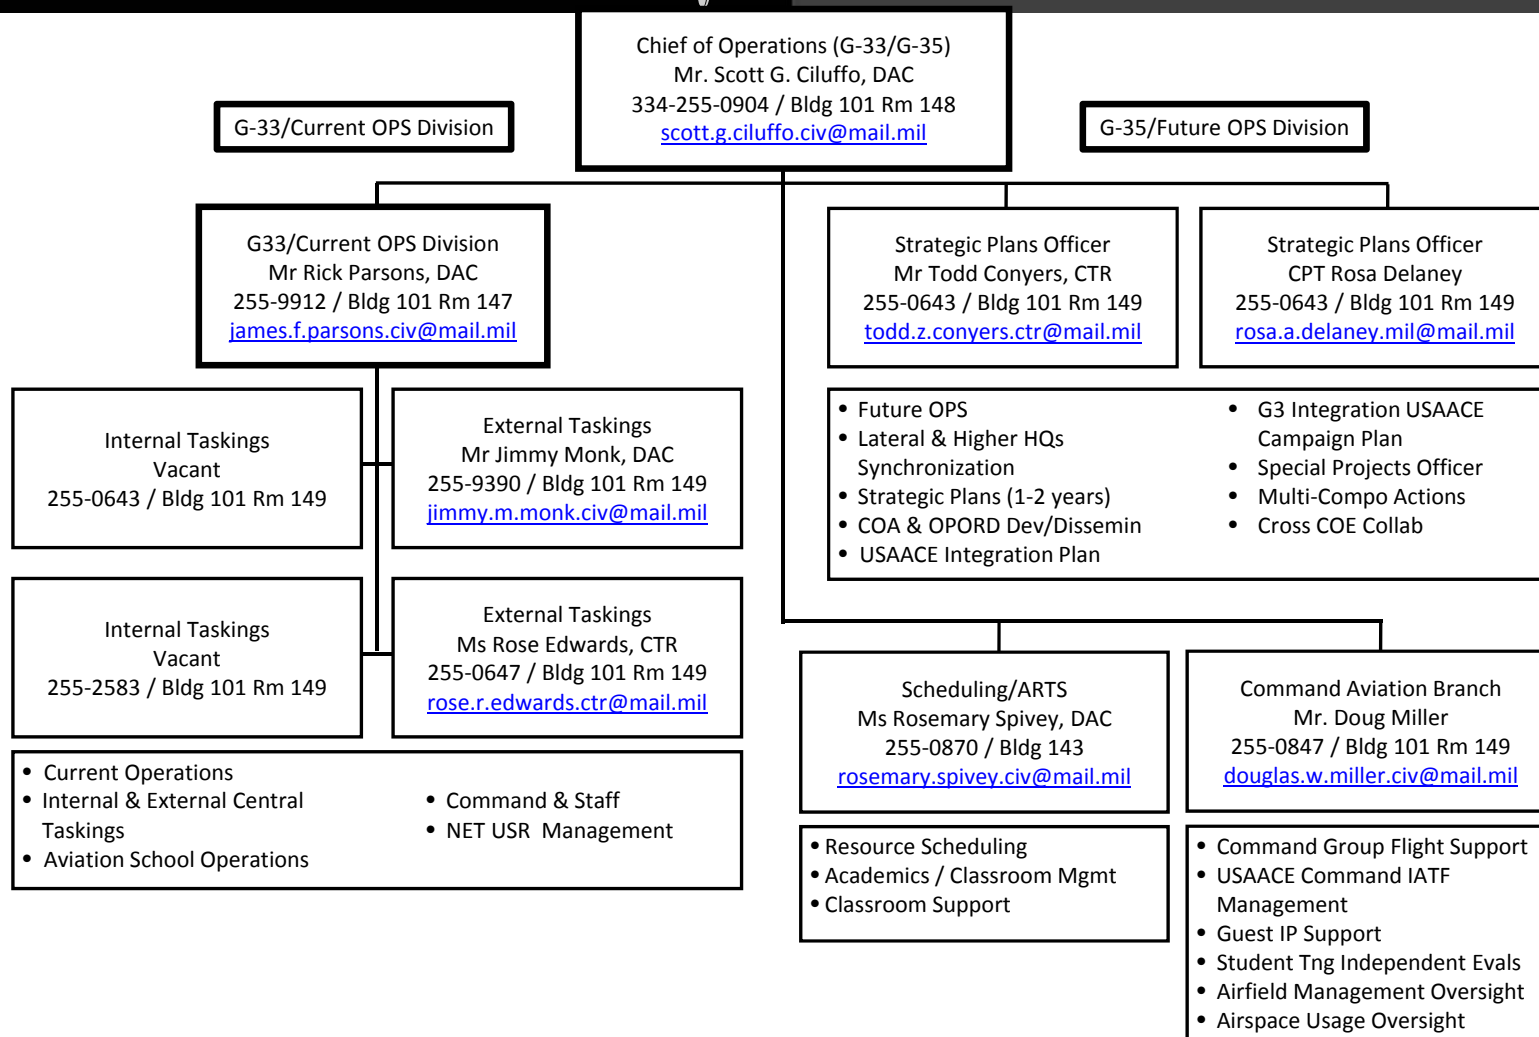 Chief of Operations (G-33/G-35)
Mr. Scott G. Ciluffo, DAC
334-255-0904 / Bldg 101 Rm 148
scott.g.ciluffo.civ@mail.mil
G-33/Current OPS Division
G-35/Future OPS Division
G33/Current OPS Division
Mr Rick Parsons, DAC
255-9912 / Bldg 101 Rm 147
james.f.parsons.civ@mail.mil
Strategic Plans Officer
Mr Todd Conyers, CTR
255-0643 / Bldg 101 Rm 149
todd.z.conyers.ctr@mail.mil
Strategic Plans Officer
CPT Rosa Delaney
255-0643 / Bldg 101 Rm 149
rosa.a.delaney.mil@mail.mil
Internal Taskings
Vacant
255-0643 / Bldg 101 Rm 149
External Taskings
Mr Jimmy Monk, DAC
255-9390 / Bldg 101 Rm 149
jimmy.m.monk.civ@mail.mil
• Future OPS
• Lateral & Higher HQs
Synchronization
• Strategic Plans (1-2 years)
• COA & OPORD Dev/Dissemin
• USAACE Integration Plan
• G3 Integration USAACE
Campaign Plan
• Special Projects Officer
• Multi-Compo Actions
• Cross COE Collab
Internal Taskings
Vacant
255-2583 / Bldg 101 Rm 149
External Taskings
Ms Rose Edwards, CTR
255-0647 / Bldg 101 Rm 149
rose.r.edwards.ctr@mail.mil
• Current Operations
• Internal & External Central
Taskings
• Aviation School Operations
• Command & Staff
• NET USR  Management
Scheduling/ARTS
Ms Rosemary Spivey, DAC
255-0870 / Bldg 143
rosemary.spivey.civ@mail.mil
Command Aviation Branch
Mr. Doug Miller
255-0847 / Bldg 101 Rm 149
douglas.w.miller.civ@mail.mil
• Resource Scheduling
• Academics / Classroom Mgmt
• Classroom Support
• Command Group Flight Support
• USAACE Command IATF
Management
• Guest IP Support
• Student Tng Independent Evals
• Airfield Management Oversight
• Airspace Usage Oversight